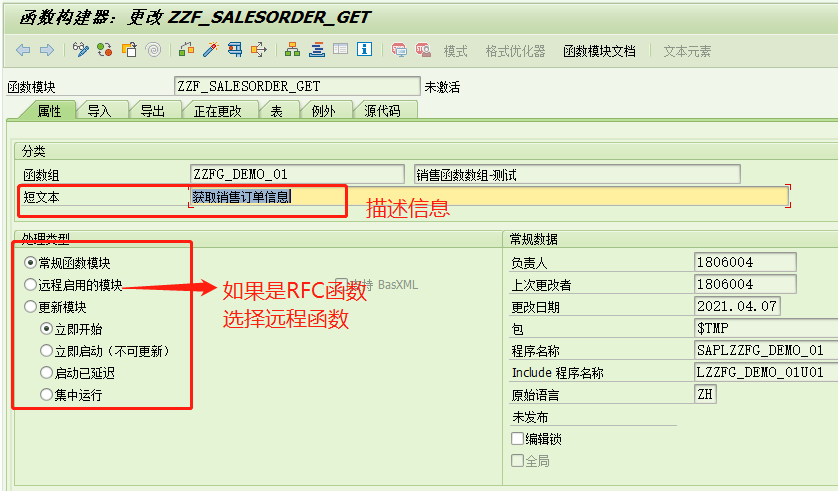 函数构建器: 更改 ZZF_SALESORDER_GET
模式 格式优化器 函数模块文档 文本元素
函数模块 ZZF_SALESORDER_GET 未激活
属性 导入 导出 正在更改 表 例外 源代码
分类
函数组 ZZFG_DEMO_01 销售函数数组-测试
短文本 获取销售订单信息 描述信息
处理类型
常规函数模块
远程启用的模块
支持 BasXML
如果是RFC函数
选择远程函数
更新模块
立即开始
立即启动（不可更新）
启动已延迟
集中运行
常规数据
负责人 1806004
上次更改者 1806004
更改日期 2021.04.07
包 $TMP
程序名称 SAPLZZFG_DEMO_01
Include 程序名称 LZZFG_DEMO_01U01
原始语言 ZH
未发布
编辑锁
全局